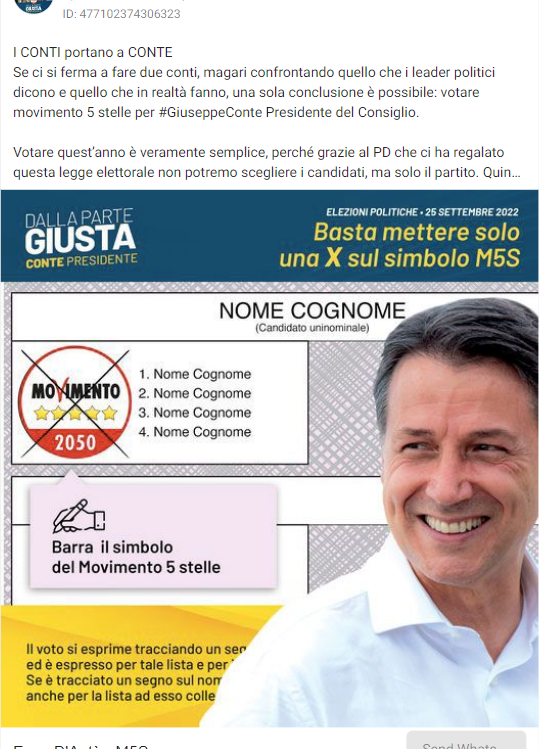 GIUSTA
ID: 477102374306323
I CONTI portano a CONTE
Se ci si ferma a fare due conti, magari confrontando quello che i leader politici
dicono e quello che in realtà fanno, una sola conclusione è possibile: votare
movimento 5 stelle per #GiuseppeConte Presidente del Consiglio.
Votare quest'anno è veramente semplice, perché grazie al PD che ci ha regalato
questa legge elettorale non potremo scegliere i candidati, ma solo il partito. Quin...
DALLA PARTE
GIUSTA
CONTE PRESIDENTE
ELEZIONI POLITICHE • 25 SETTEMBRE 2022
Basta mettere solo
una X sul simbolo M5S
NOME COGNOME
(Candidato uninominale)
MOVIMENTO
2050
1. Nome Cognome
2. Nome Cognome
3. Nome Cognome
4. Nome Cognome
Barra il simbolo
del Movimento 5 stelle
Il voto si esprime tracciando un seg
ed è espresso per tale lista e per
Se è tracciato un segno sul nom
anche per la lista ad esso colle
M5S